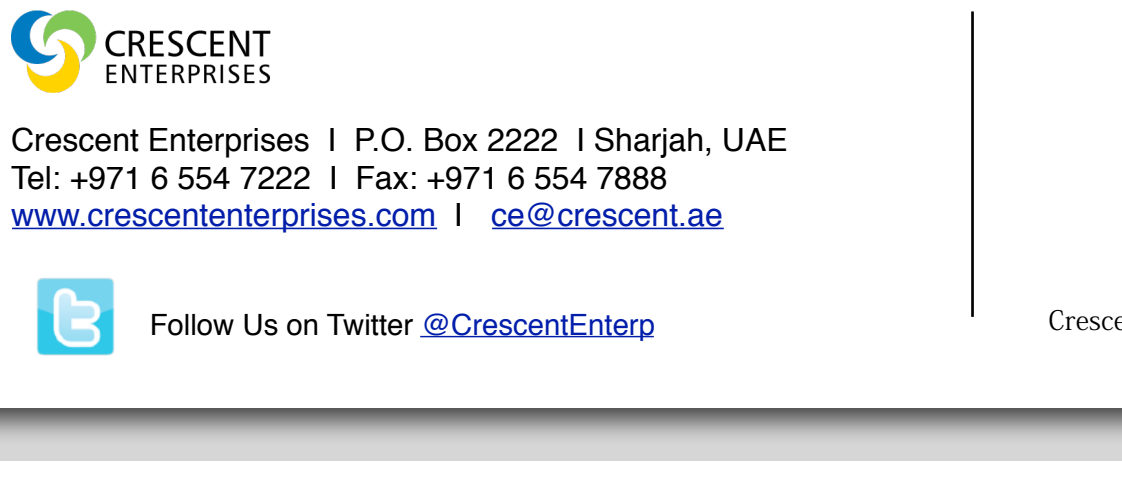 CRESCENT
ENTERPRISES
Crescent Enterprises I P.O. Box 2222 I Sharjah, UAE
Tel: +971 6 554 7222 I Fax: +971 6 554 7888
www.crescententerprises.com I ce@crescent.ae
Follow Us on Twitter @CrescentEnterp